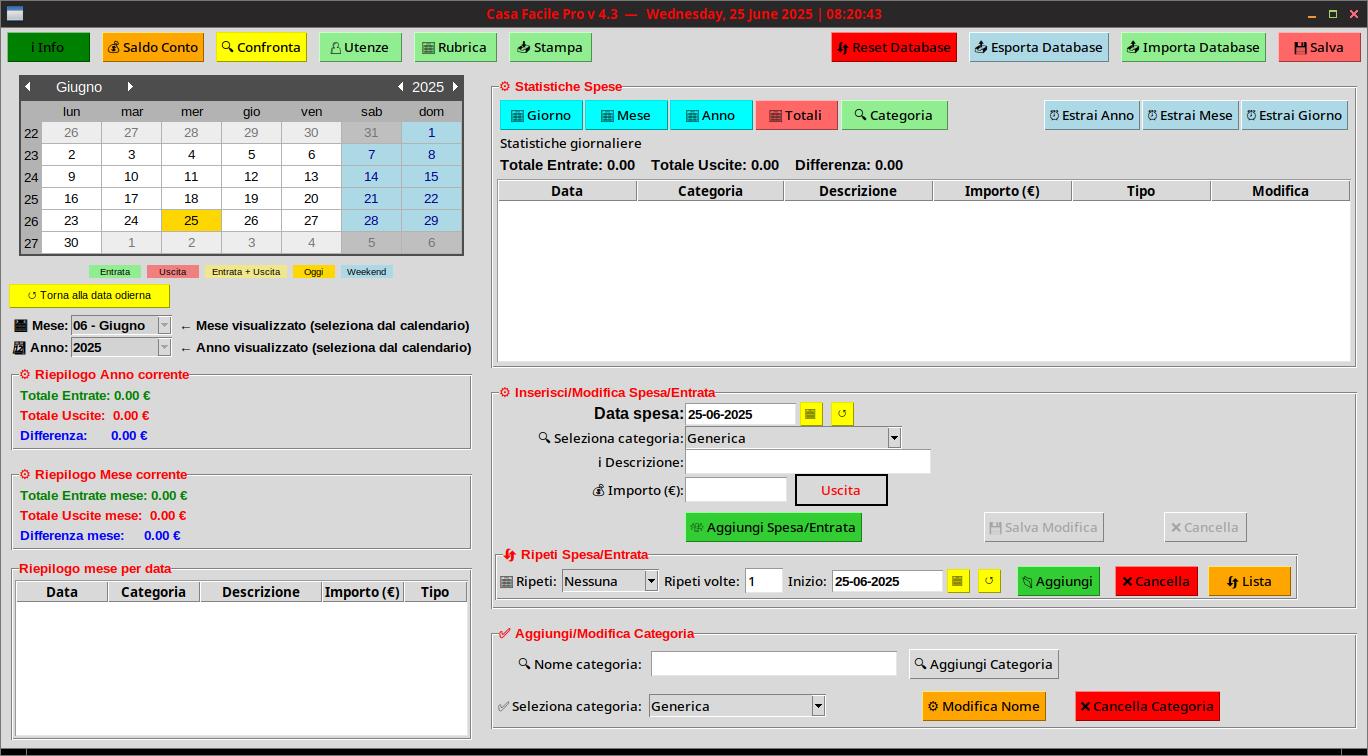 Casa Facile Pro v 4.3 — Wednesday, 25 June 2025 | 08:20:43
i Info Saldo Conto Confronta Utenze Rubrica Stampa Reset Database Esporta Database Importa Database Salva
Giugno 2025
lun mar mer gio ven sab dom
22 26 27 28 29 30 31 1
23 2 3 4 5 6 7 8
24 9 10 11 12 13 14 15
25 16 17 18 19 20 21 22
26 23 24 25 26 27 28 29
27 30 1 2 3 4 5 6
Entrata Uscita Entrata + Uscita Oggi Weekend
↺ Torna alla data odierna
Mese: 06 - Giugno ← Mese visualizzato (seleziona dal calendario)
Anno: 2025 ← Anno visualizzato (seleziona dal calendario)
Riepilogo Anno corrente
Totale Entrate: 0.00 €
Totale Uscite: 0.00 €
Differenza: 0.00 €
Riepilogo Mese corrente
Totale Entrate mese: 0.00 €
Totale Uscite mese: 0.00 €
Differenza mese: 0.00 €
Riepilogo mese per data
Data Categoria Descrizione Importo (€) Tipo
Statistiche Spese
Giorno Mese Anno Totali Categoria Estrai Anno Estrai Mese Estrai Giorno
Statistiche giornaliere
Totale Entrate: 0.00 Totale Uscite: 0.00 Differenza: 0.00
Data Categoria Descrizione Importo (€) Tipo Modifica
Inserisci/Modifica Spesa/Entrata
Data spesa: 25-06-2025 ↺
Seleziona categoria: Generica
i Descrizione:
Importo (€): Uscita
Aggiungi Spesa/Entrata Salva Modifica Cancella
Ripeti Spesa/Entrata
Ripeti: Nessuna Ripeti volte: 1 Inizio: 25-06-2025 ↺ Aggiungi Cancella Lista
Aggiungi/Modifica Categoria
Nome categoria: Aggiungi Categoria
Seleziona categoria: Generica Modifica Nome Cancella Categoria